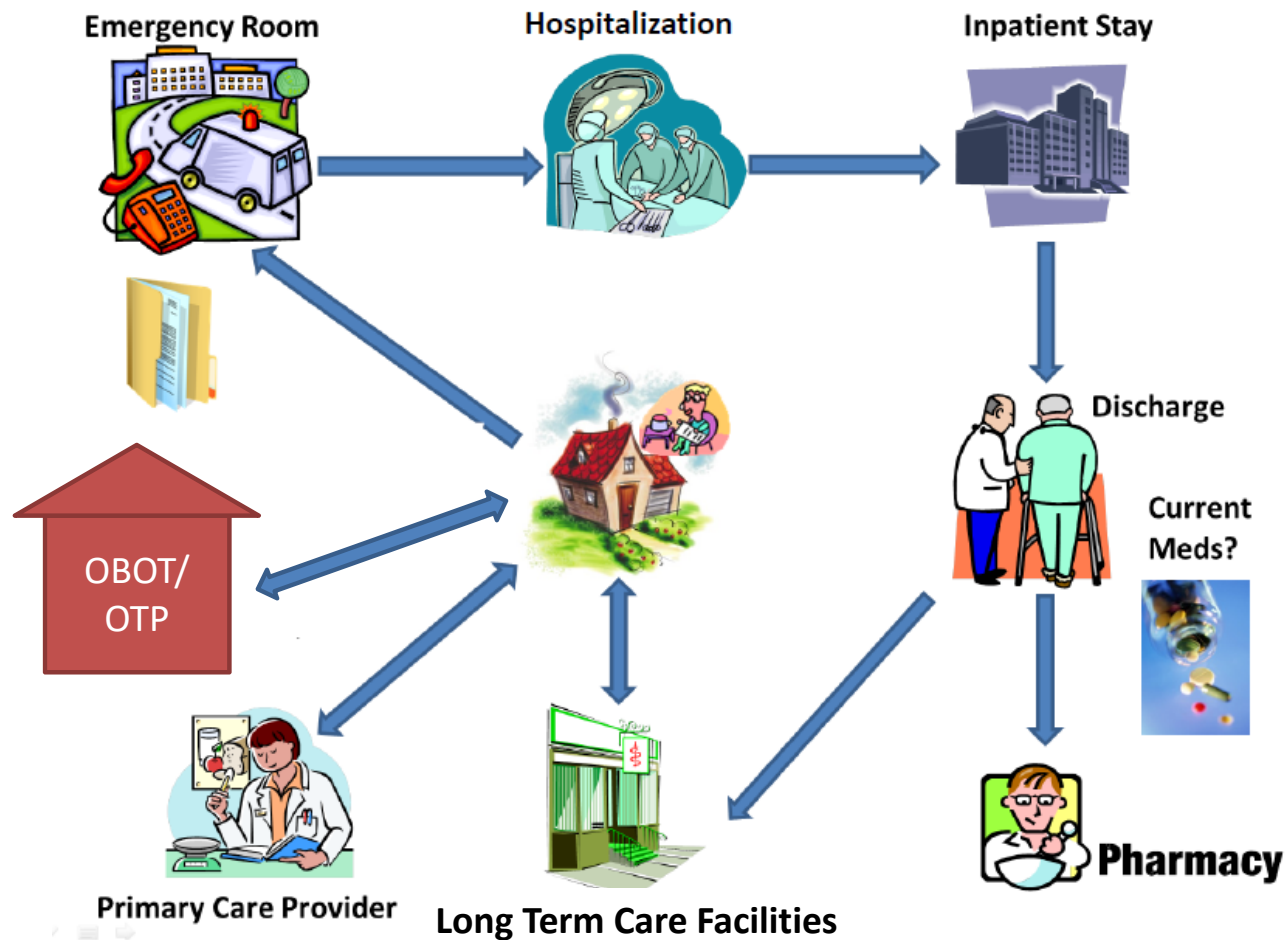 Emergency Room
Hospitalization
Inpatient Stay
Discharge
Current
Meds?
OBOT/
OTP
Pharmacy
Primary Care Provider
Long Term Care Facilities